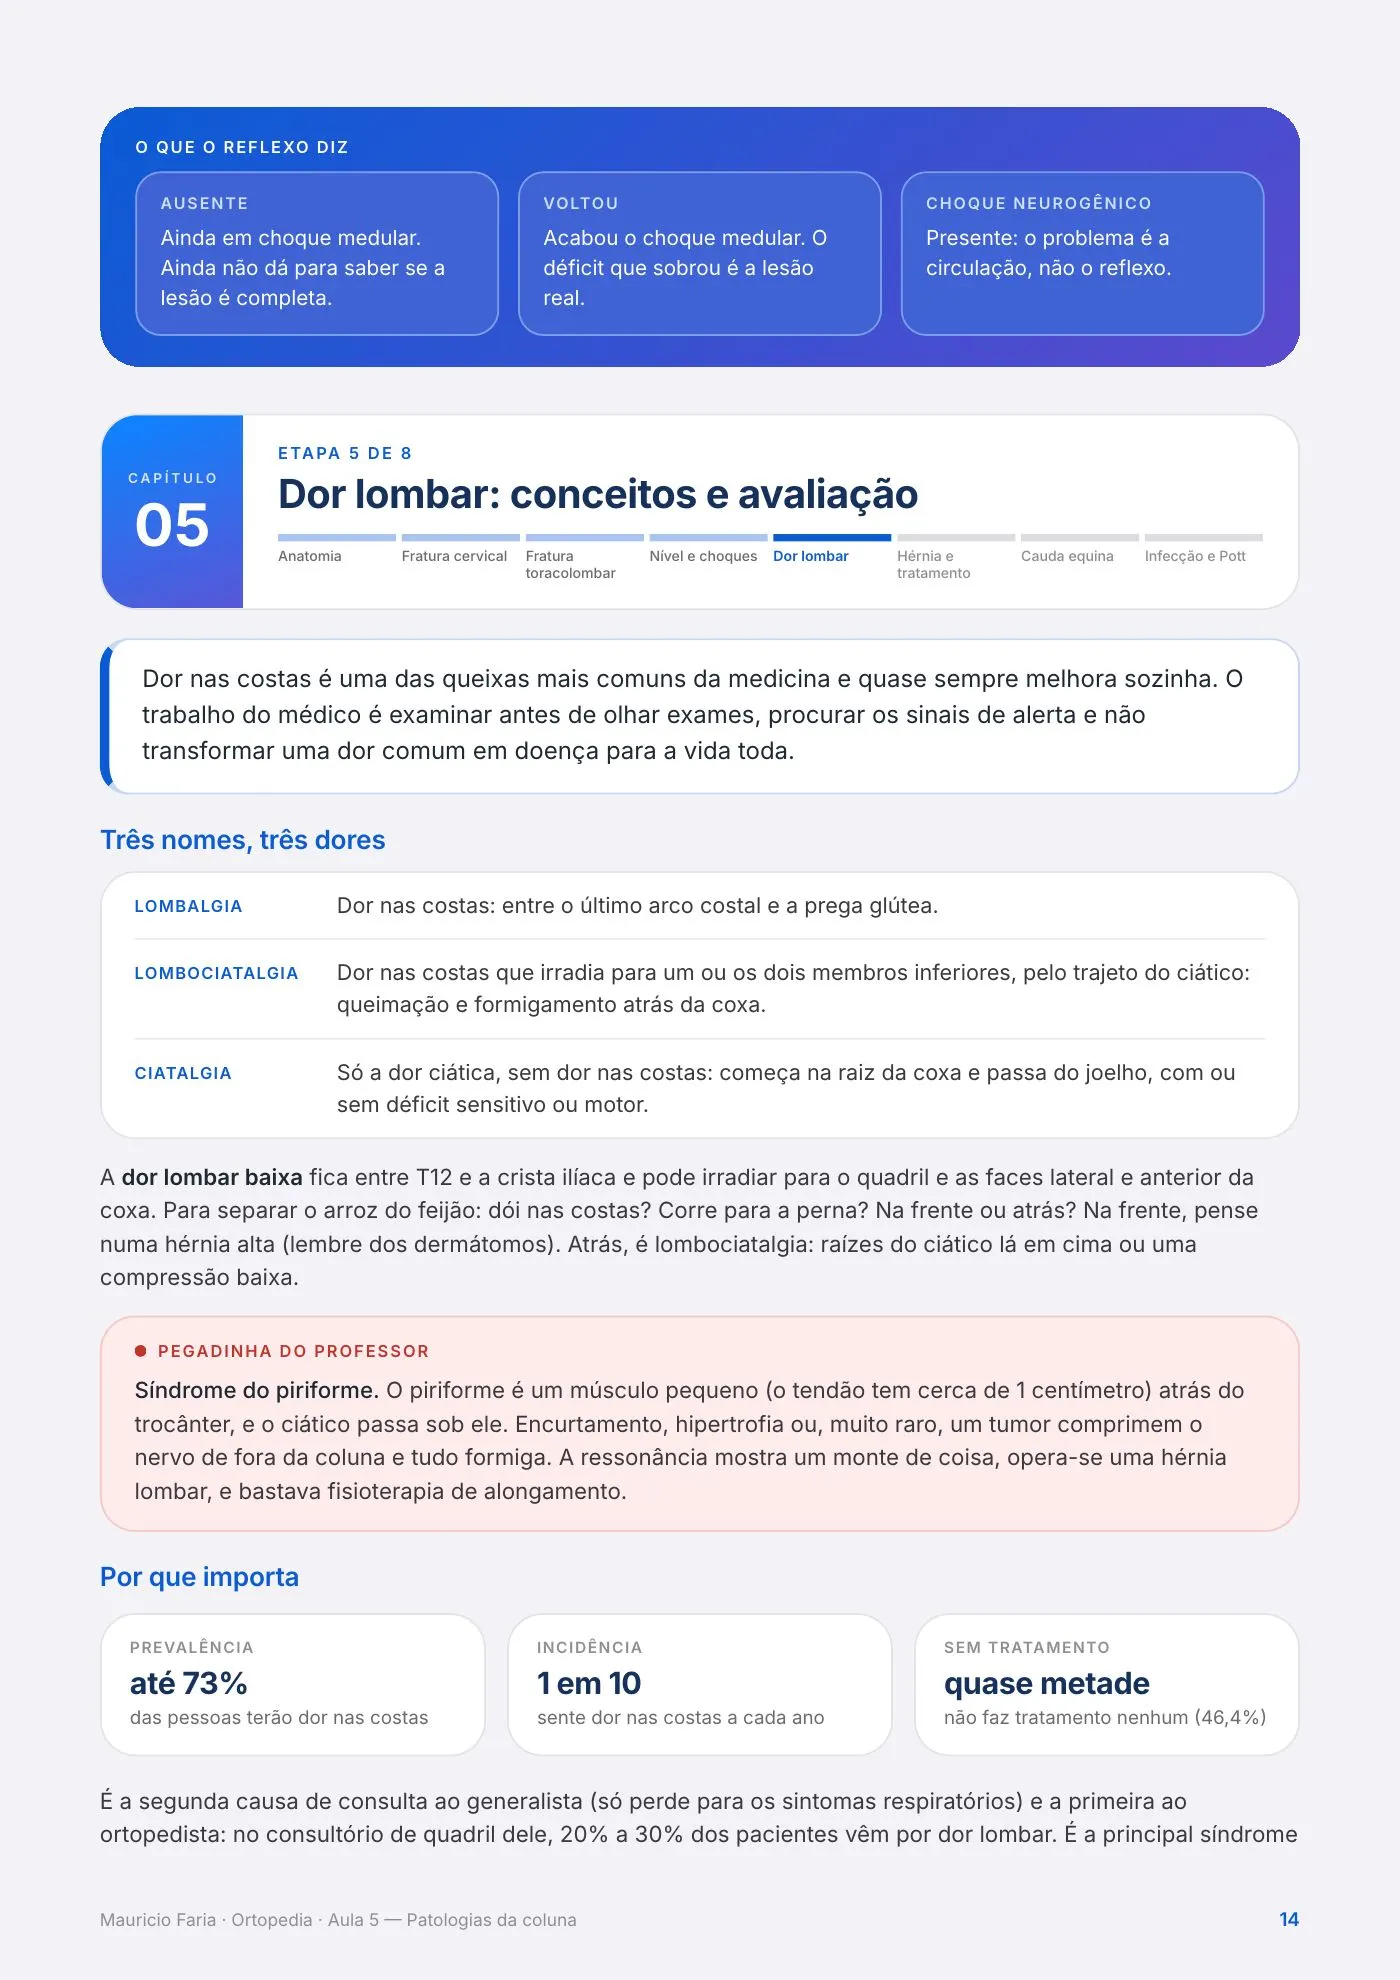 O QUE O REFLEXO DIZ
AUSENTE
Ainda em choque medular.
Ainda não dá para saber se a
lesão é completa.
VOLTOU
Acabou o choque medular. O
déficit que sobrou é a lesão
real.
CHOQUE NEUROGÊNICO
Presente: o problema é a
circulação, não o reflexo.
CAPÍTULO
05
ETAPA 5 DE 8
Dor lombar: conceitos e avaliação
Anatomia
Fratura cervical
Fratura
toracolombar
Nível e choques
Dor lombar
Hérnia e
tratamento
Cauda equina
Infecção e Pott
Dor nas costas é uma das queixas mais comuns da medicina e quase sempre melhora sozinha. O
trabalho do médico é examinar antes de olhar exames, procurar os sinais de alerta e não
transformar uma dor comum em doença para a vida toda.
Três nomes, três dores
LOMBALGIA
Dor nas costas: entre o último arco costal e a prega glútea.
LOMBOCIATALGIA
Dor nas costas que irradia para um ou os dois membros inferiores, pelo trajeto do ciático:
queimação e formigamento atrás da coxa.
CIATALGIA
Só a dor ciática, sem dor nas costas: começa na raiz da coxa e passa do joelho, com ou
sem déficit sensitivo ou motor.
A dor lombar baixa fica entre T12 e a crista ilíaca e pode irradiar para o quadril e as faces lateral e anterior da
coxa. Para separar o arroz do feijão: dói nas costas? Corre para a perna? Na frente ou atrás? Na frente, pense
numa hérnia alta (lembre dos dermátomos). Atrás, é lombociatalgia: raízes do ciático lá em cima ou uma
compressão baixa.
PEGADINHA DO PROFESSOR
Síndrome do piriforme. O piriforme é um músculo pequeno (o tendão tem cerca de 1 centímetro) atrás do
trocânter, e o ciático passa sob ele. Encurtamento, hipertrofia ou, muito raro, um tumor comprimem o
nervo de fora da coluna e tudo formiga. A ressonância mostra um monte de coisa, opera-se uma hérnia
lombar, e bastava fisioterapia de alongamento.
Por que importa
PREVALÊNCIA
até 73%
das pessoas terão dor nas costas
INCIDÊNCIA
1 em 10
sente dor nas costas a cada ano
SEM TRATAMENTO
quase metade
não faz tratamento nenhum (46,4%)
É a segunda causa de consulta ao generalista (só perde para os sintomas respiratórios) e a primeira ao
ortopedista: no consultório de quadril dele, 20% a 30% dos pacientes vêm por dor lombar. É a principal síndrome
Mauricio Faria · Ortopedia · Aula 5 — Patologias da coluna
14